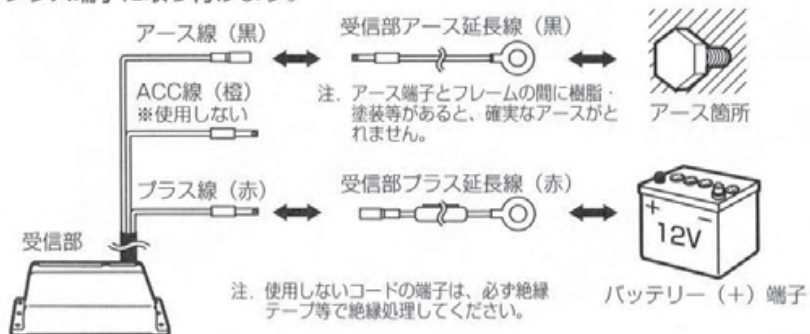 アース線（黒）
受信部アース延長線（黒）
ACC線（橙）
※使用しない
注．アース端子とフレームの間に樹脂・
塗装等があると、確実なアースがと
れません。
アース箇所
プラス線（赤）
受信部プラス延長線（赤）
受信部
+ −
12V
注．使用しないコードの端子は、必ず絶縁
テープ等で絶縁処理してください。
バッテリー（+）端子